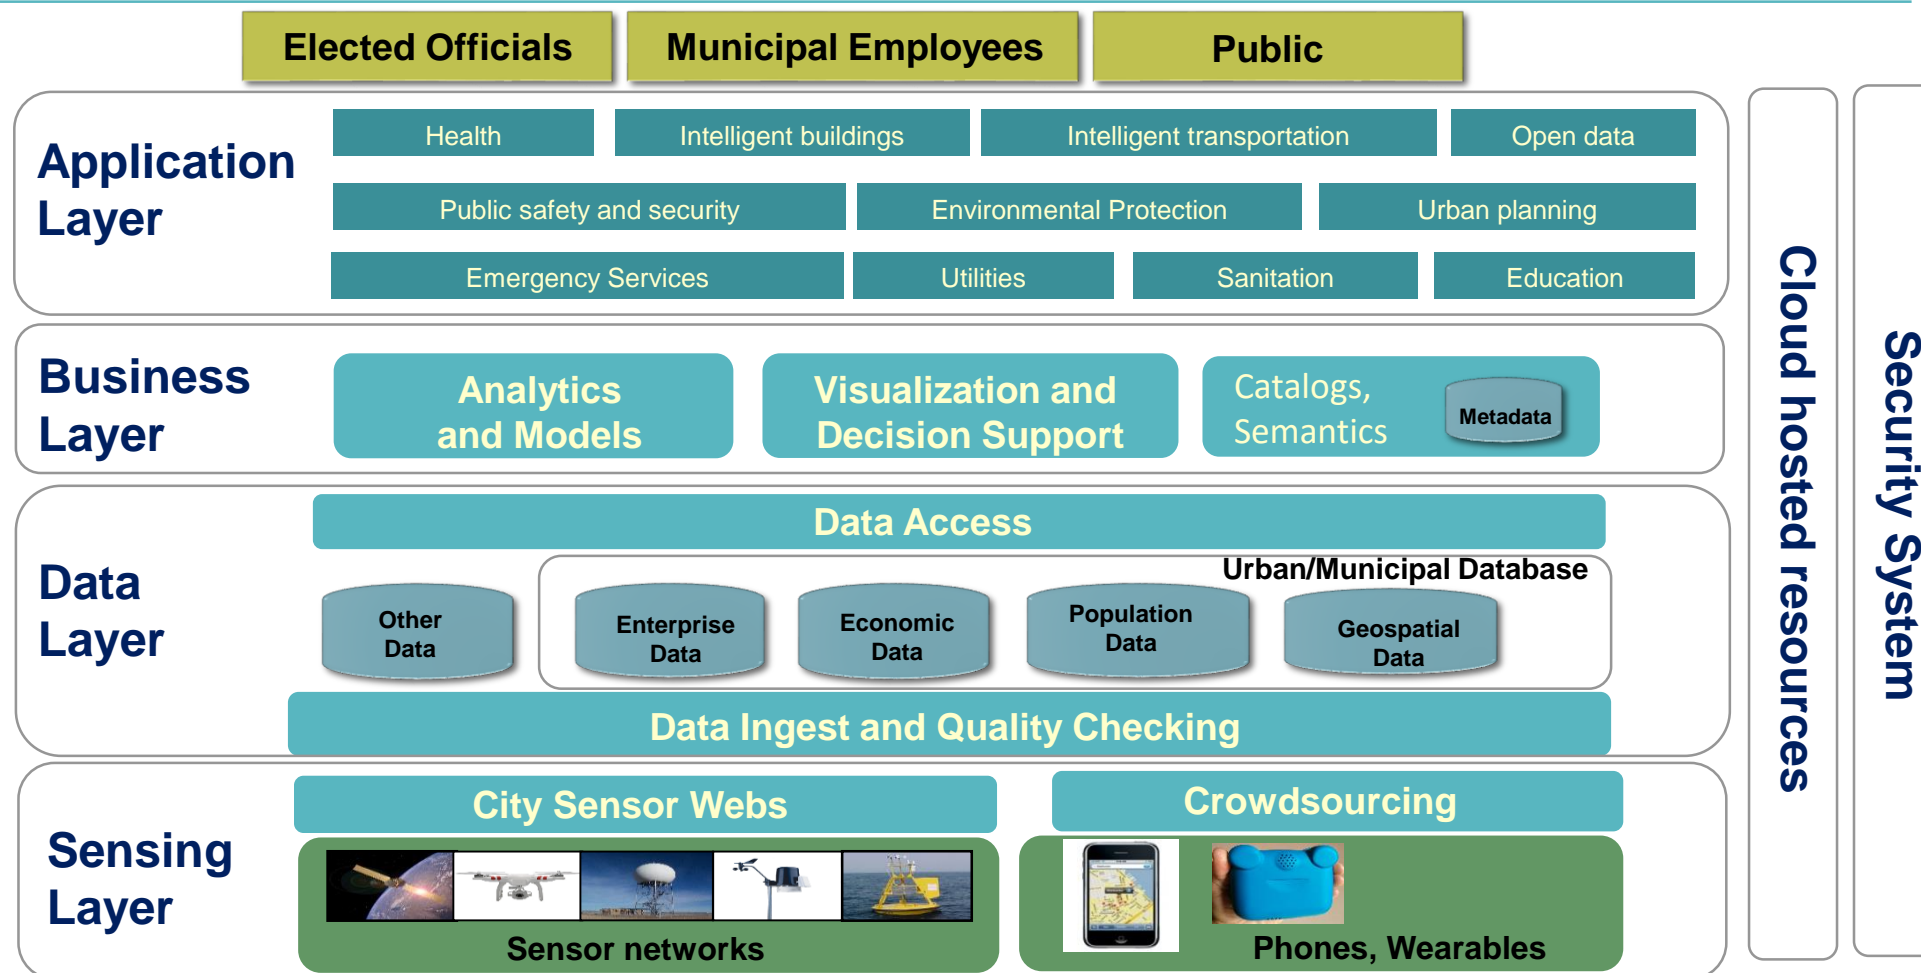 Elected Officials
Municipal Employees
Public
Application
Layer
Health
Intelligent buildings
Intelligent transportation
Open data
Public safety and security
Environmental Protection
Urban planning
Emergency Services
Utilities
Sanitation
Education
Business
Layer
Analytics
and Models
Visualization and
Decision Support
Catalogs,
Semantics
Metadata
Data
Layer
Data Access
Urban/Municipal Database
Other
Data
Enterprise
Data
Economic
Data
Population
Data
Geospatial
Data
Data Ingest and Quality Checking
Sensing
Layer
City Sensor Webs
Sensor networks
Crowdsourcing
Phones, Wearables
Cloud hosted resources
Security System